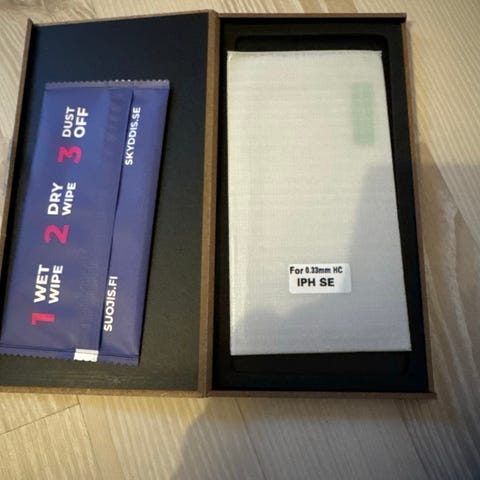 1 WET
WIPE
2 DRY
WIPE
3 DUST
OFF
SUOJIS.FI
SKYDDIS.SE
For 0.33mm HC
IPH SE